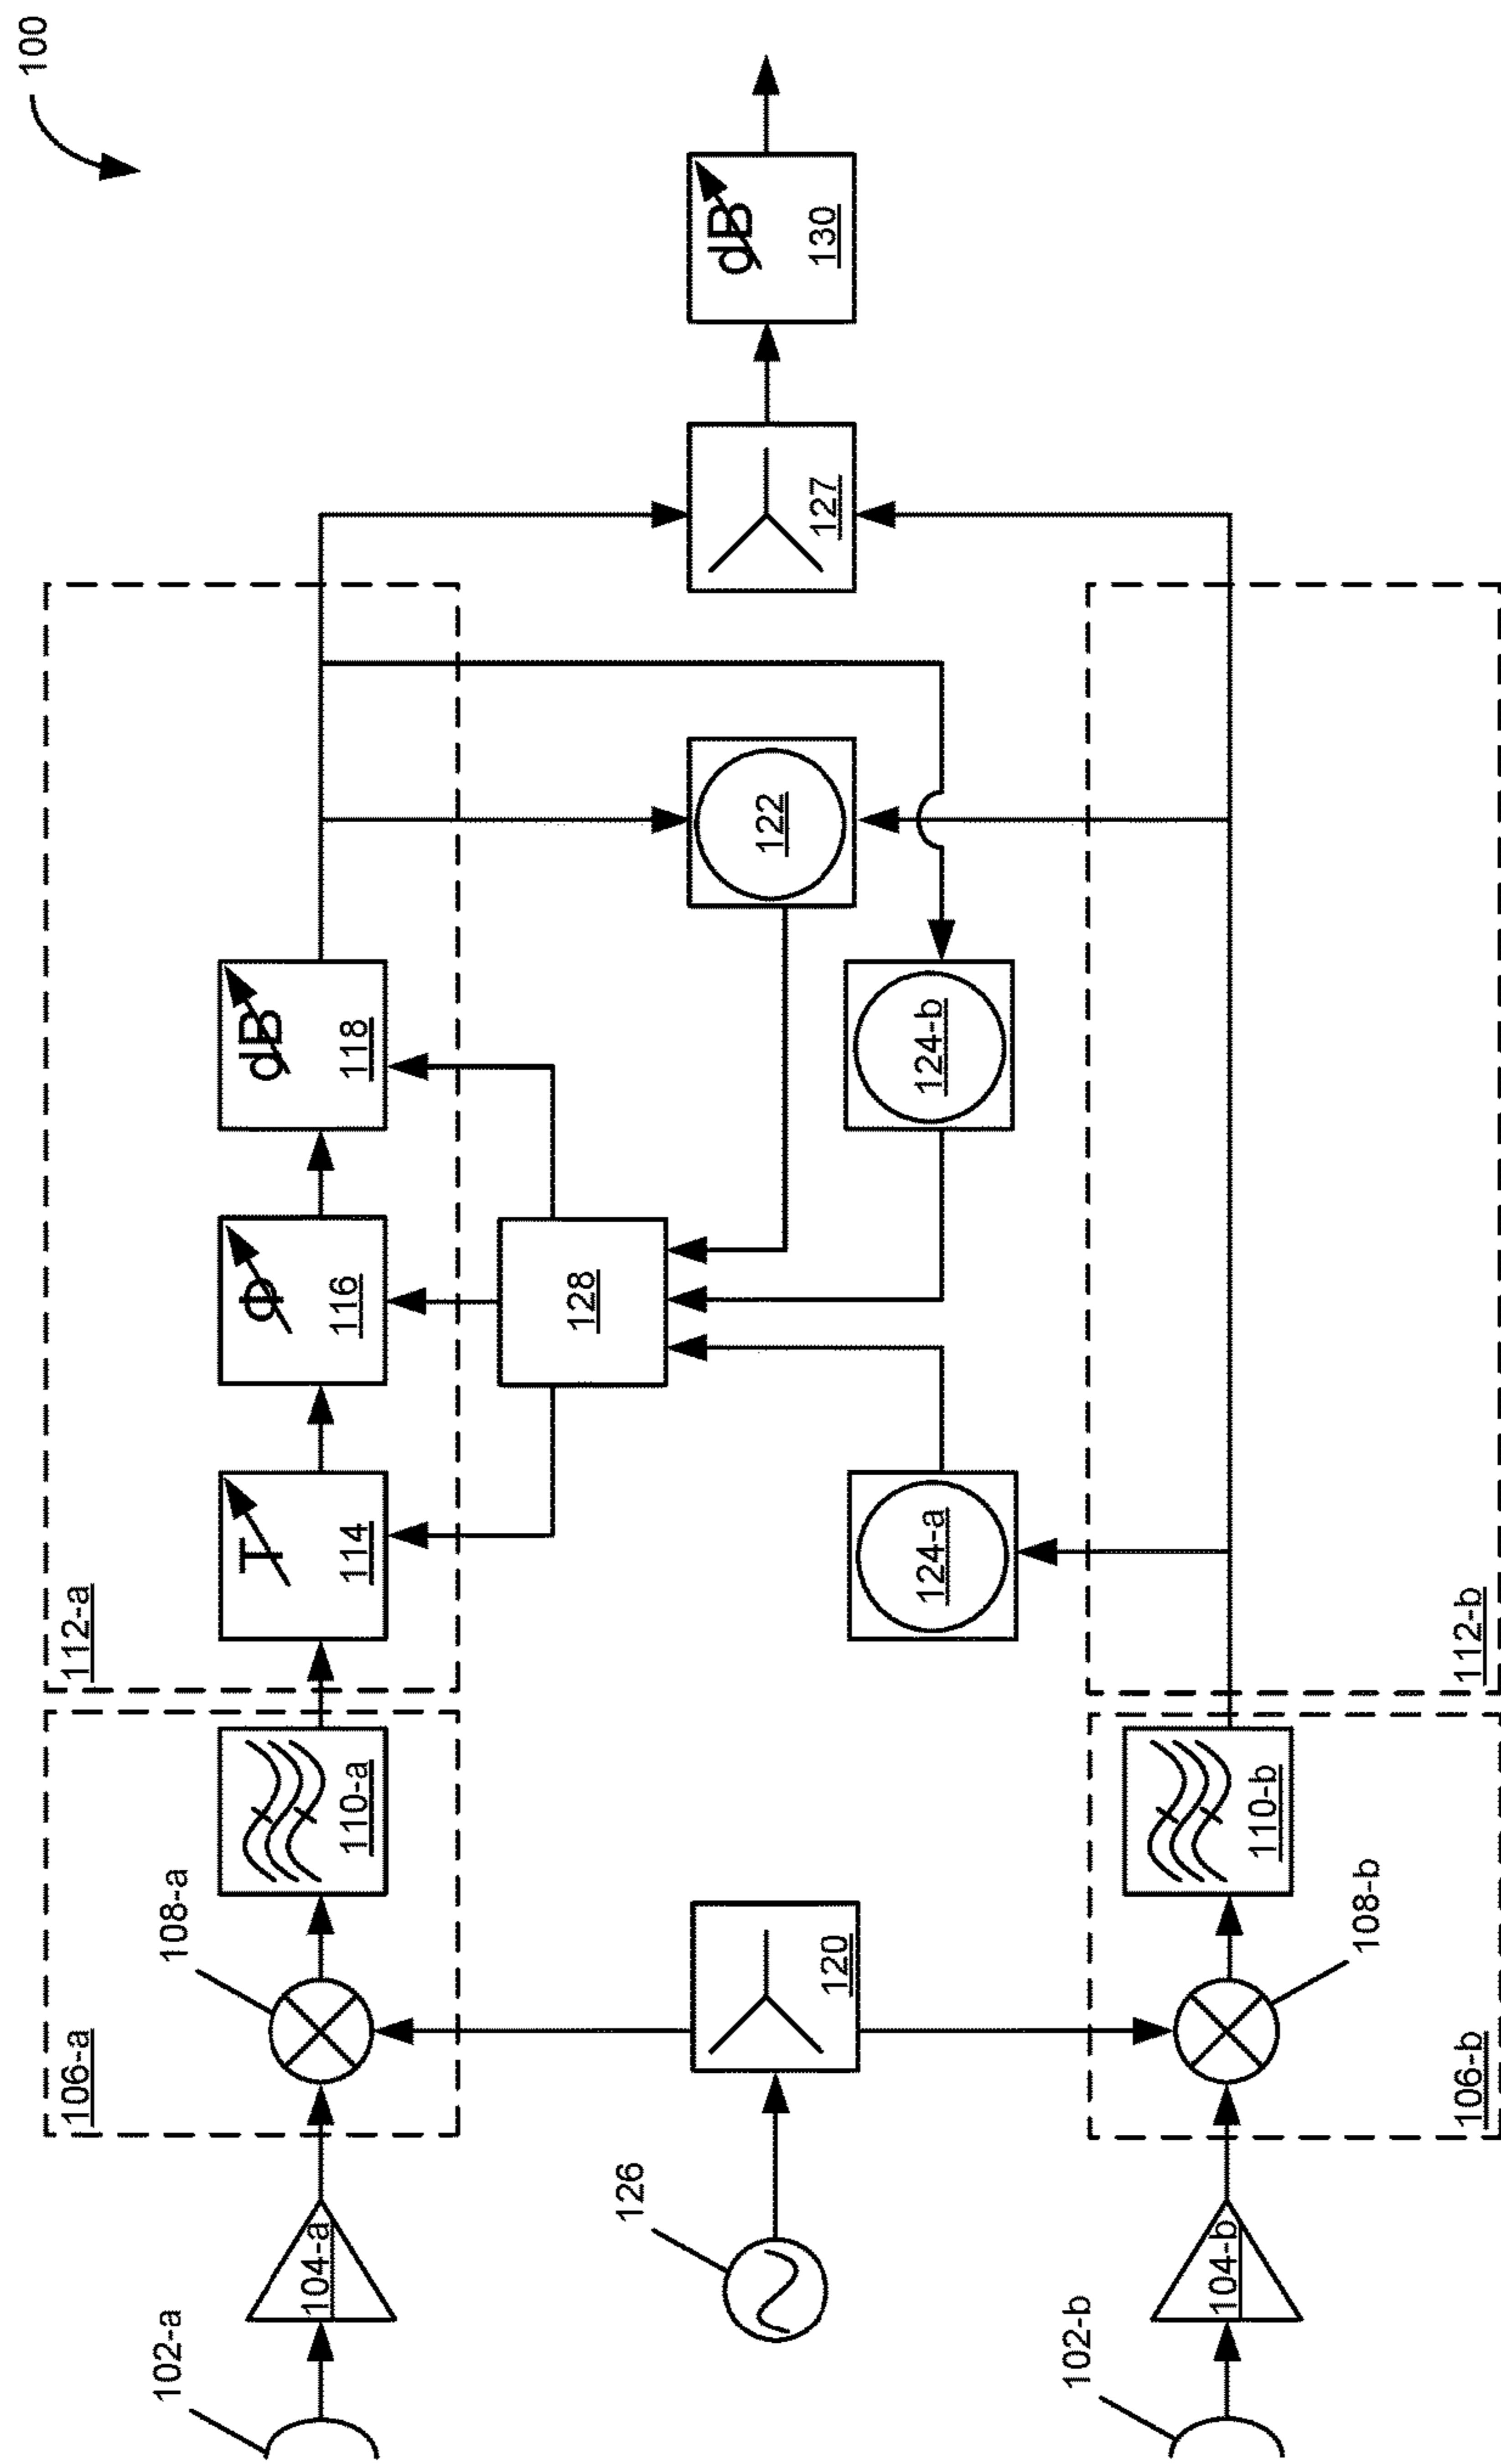 100
102-a
104-a
106-a
108-a
110-a
112-a
T
114
ϕ
116
dB
118
128
122
124-b
124-a
127
dB
130
126
120
102-b
104-b
106-b
108-b
110-b
112-b